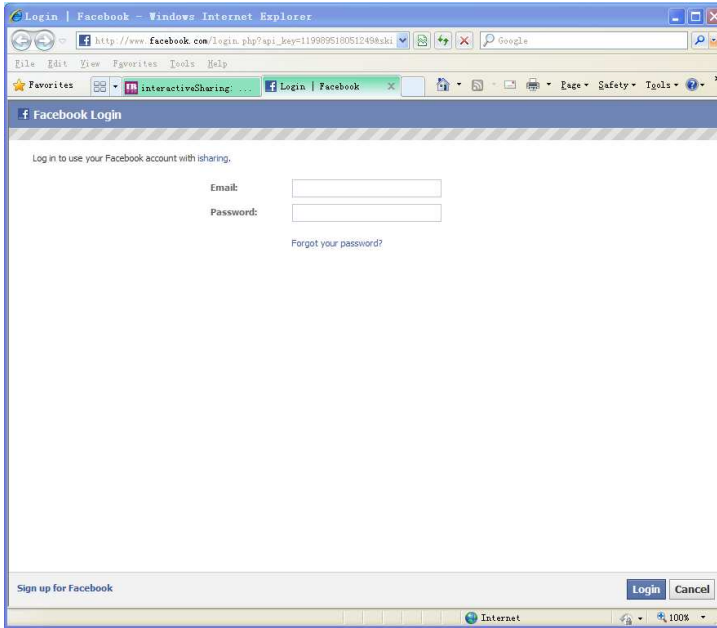 Login | Facebook - Windows Internet Explorer
http://www.facebook.com/login.php?api_key=119989518051249&ski
Google
File Edit View Favorites Tools Help
Favorites
interactiveSharing: ...
Login | Facebook
X
Page
Safety
Tools
Facebook Login
Log in to use your Facebook account with isharing.
Email:
Password:
Forgot your password?
Sign up for Facebook
Login
Cancel
Internet
100%